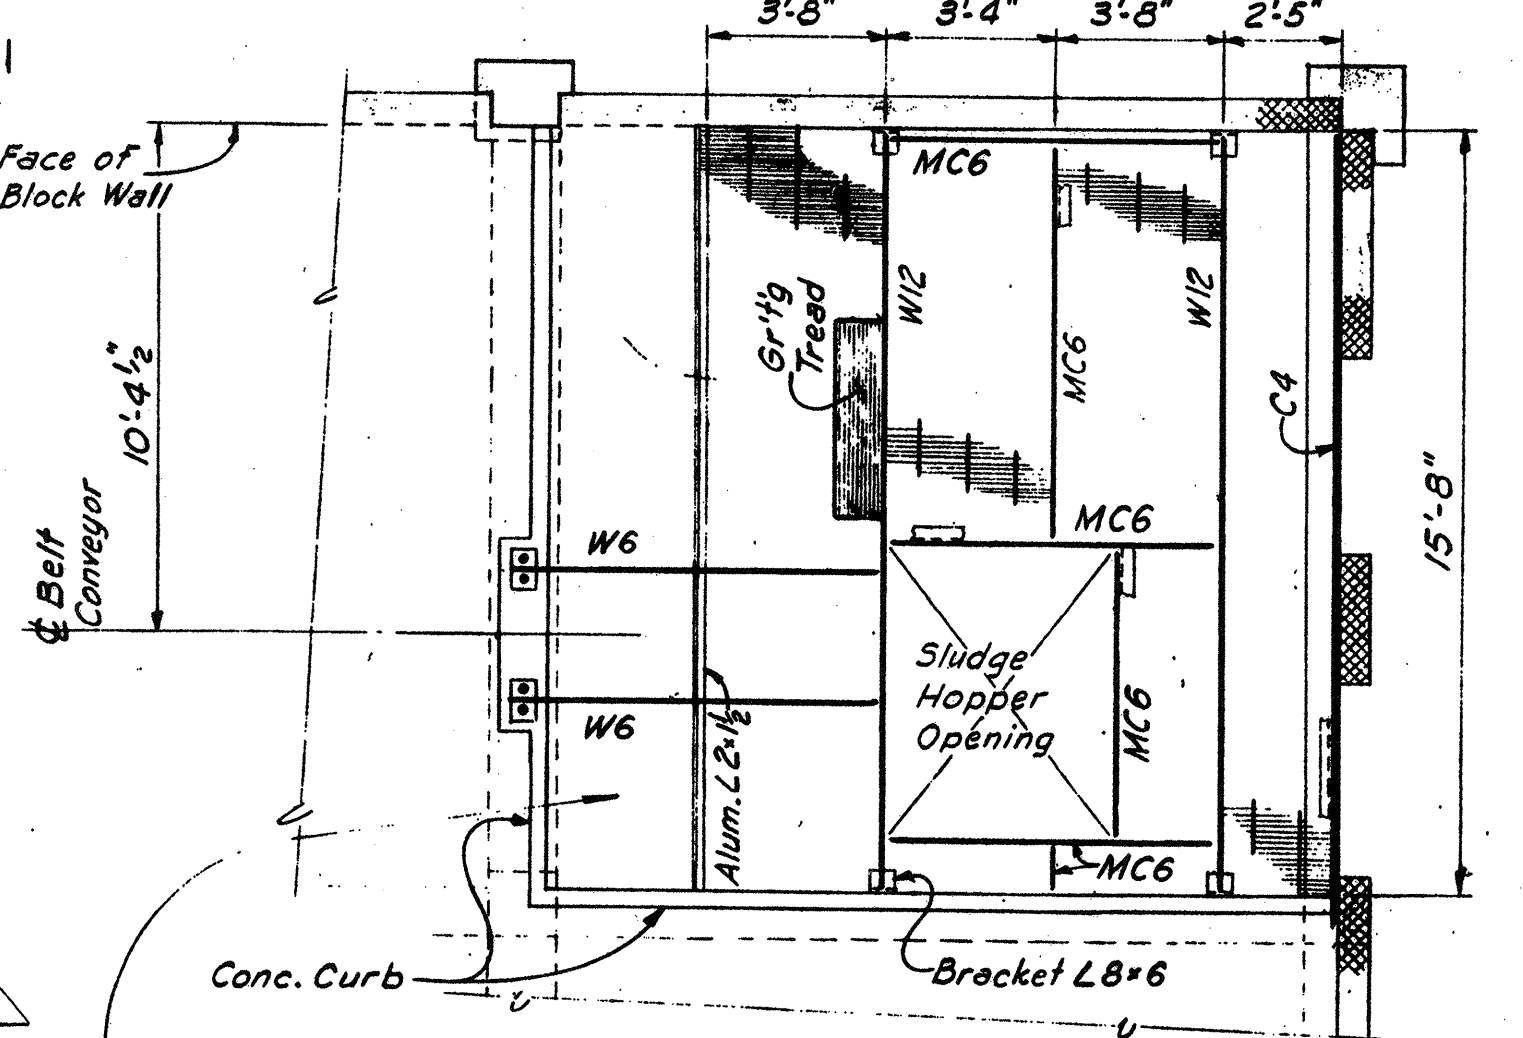 3'-8"
3'-4"
3'-8"
2'-5"
Face of
Block Wall
MC6
W12
W12
Gr't'g
Tread
MC6
C4
10'-4½"
15'-8"
℄ Belt
Conveyor
W6
MC6
Sludge
Hopper
Opening
MC6
W6
Alum. L2×1½
MC6
Conc. Curb
Bracket L8×6